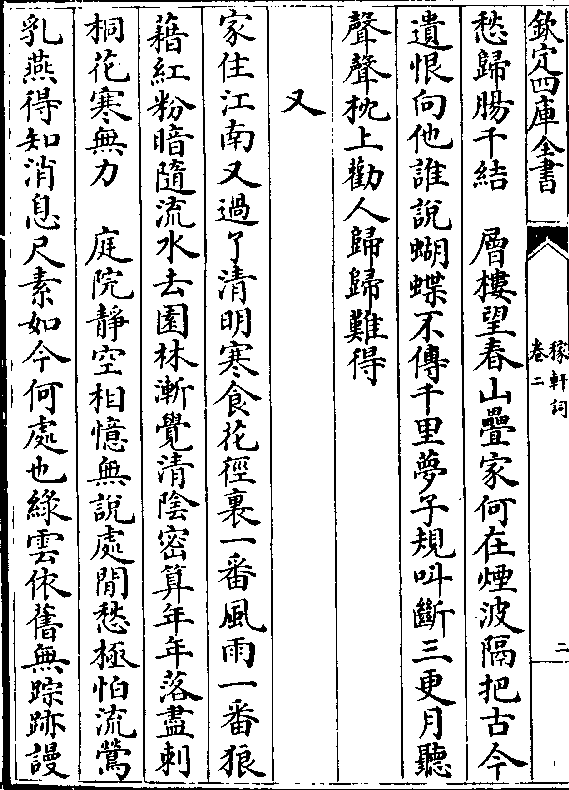 欽定四庫全書
稼軒詞
卷二
二
愁歸腸千結　層樓望春山疊家何在煙波隔把古今
遺恨向他誰說蝴蝶不傳千里夢子規叫斷三更月聽
聲聲枕上勸人歸歸難得
又
家住江南又過了清明寒食花徑裏一番風雨一番狼
藉紅粉暗隨流水去園林漸覺清陰密算年年落盡刺
桐花寒無力　庭院靜空相憶無說處閒愁極怕流鶯
乳燕得知消息尺素如今何處也綠雲依舊無踪跡謾